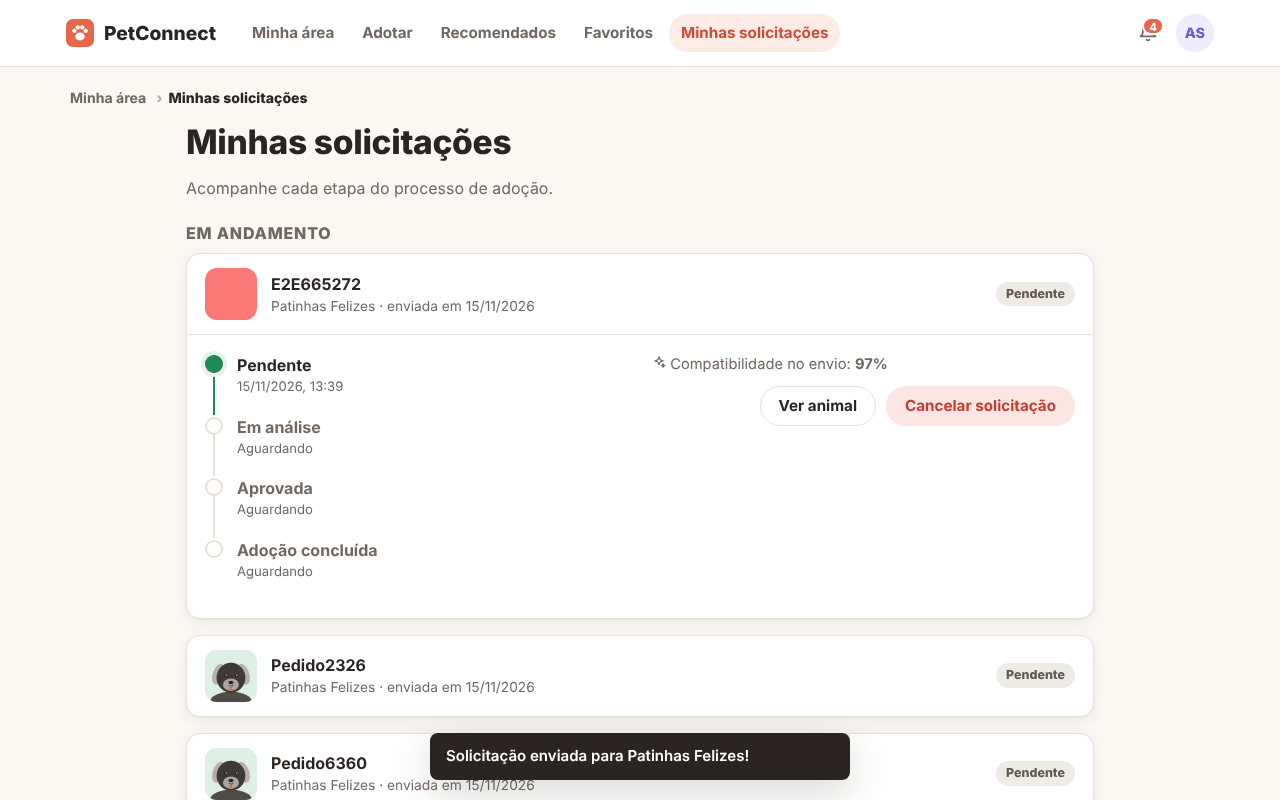 PetConnect
Minha área
Adotar
Recomendados
Favoritos
Minhas solicitações
4
AS
Minha área › Minhas solicitações
Minhas solicitações
Acompanhe cada etapa do processo de adoção.
EM ANDAMENTO
E2E665272
Patinhas Felizes · enviada em 15/11/2026
Pendente
Pendente
15/11/2026, 13:39
Em análise
Aguardando
Aprovada
Aguardando
Adoção concluída
Aguardando
Compatibilidade no envio: 97%
Ver animal
Cancelar solicitação
Pedido2326
Patinhas Felizes · enviada em 15/11/2026
Pendente
Pedido6360
Patinhas Felizes · enviada em 15/11/2026
Pendente
Solicitação enviada para Patinhas Felizes!